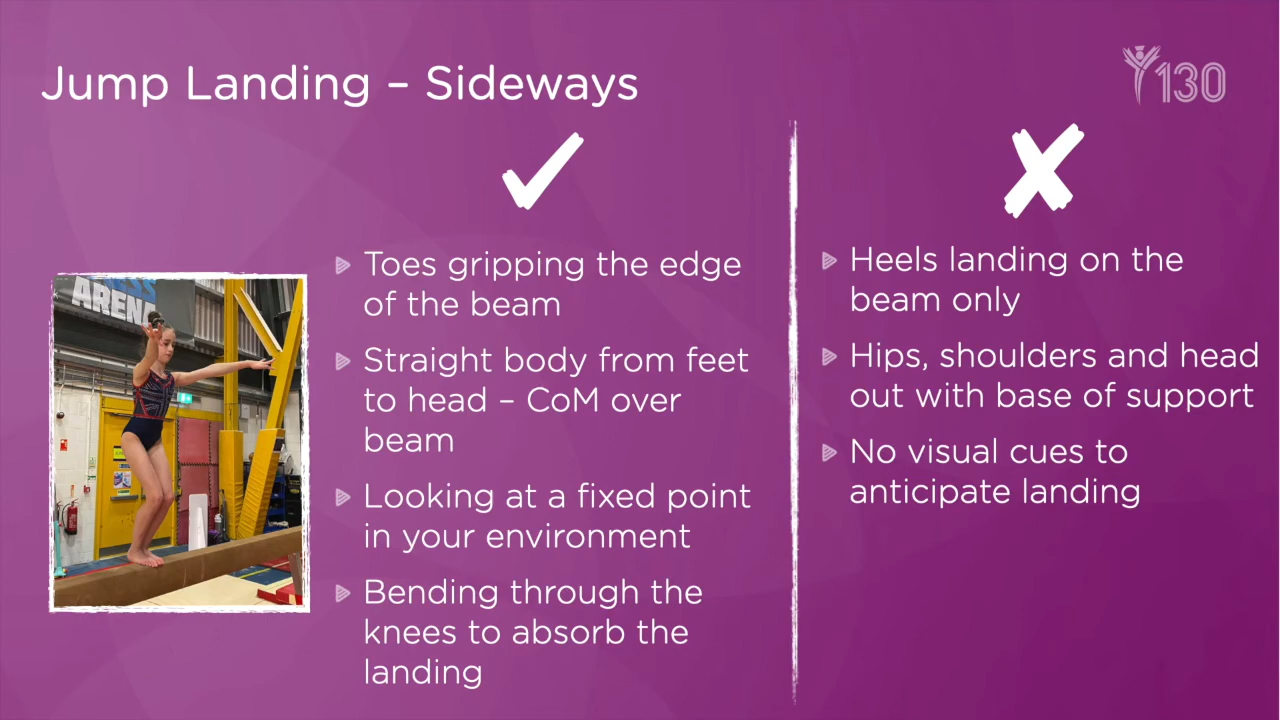 Jump Landing – Sideways
130
ARENA
Toes gripping the edge
of the beam
Straight body from feet
to head – CoM over
beam
Looking at a fixed point
in your environment
Bending through the
knees to absorb the
landing
Heels landing on the
beam only
Hips, shoulders and head
out with base of support
No visual cues to
anticipate landing